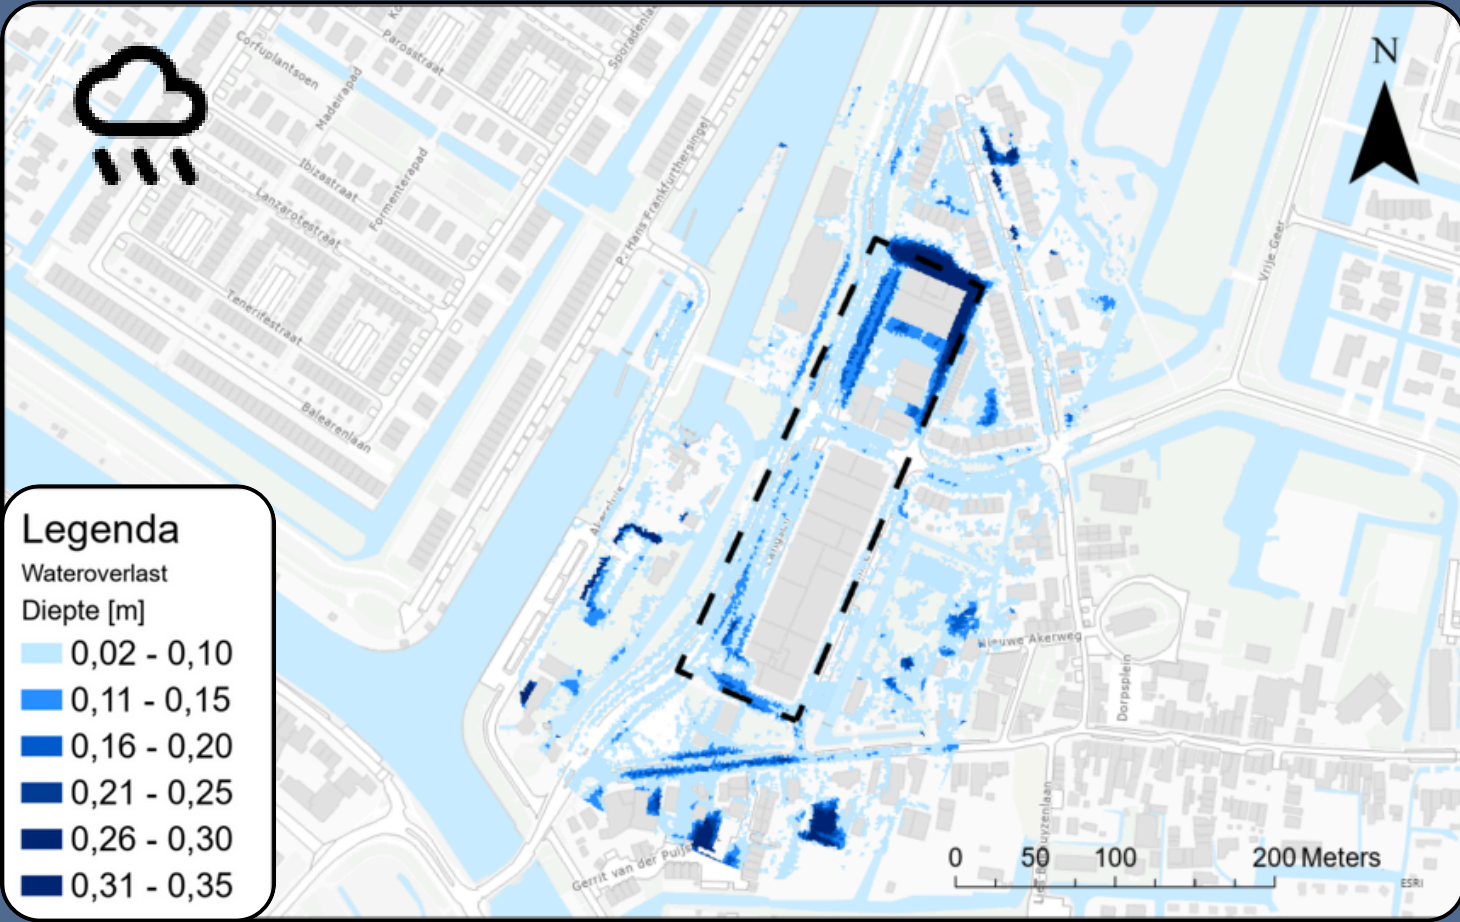 N
Corfuplantsoen
Parosstraat
Madeirapad
Ibizastraat
Formenterapad
Lanzarotestraat
P. Hans Frankfurthersingel
Vrije Geer
Tenerifestraat
Balearenlaan
Legenda
Wateroverlast
Diepte [m]
0,02 - 0,10
0,11 - 0,15
0,16 - 0,20
0,21 - 0,25
0,26 - 0,30
0,31 - 0,35
Nieuwe Akerweg
Dorpsplein
Gerrit van der
0 50 100 200 Meters
ESRI